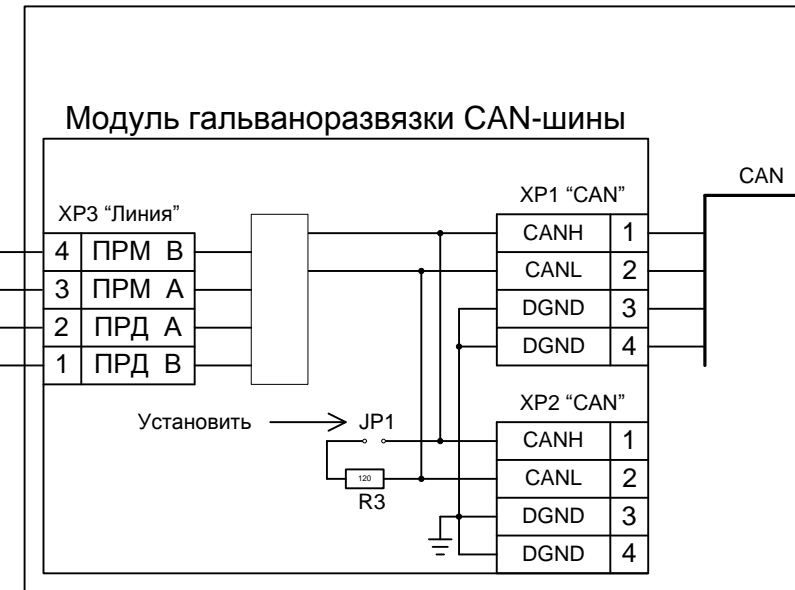 Модуль гальваноразвязки CAN-шины
CAN
XP3 “Линия”
4 ПРМ B
3 ПРМ A
2 ПРД A
1 ПРД B
XP1 “CAN”
CANH 1
CANL 2
DGND 3
DGND 4
Установить
JP1
120
R3
XP2 “CAN”
CANH 1
CANL 2
DGND 3
DGND 4